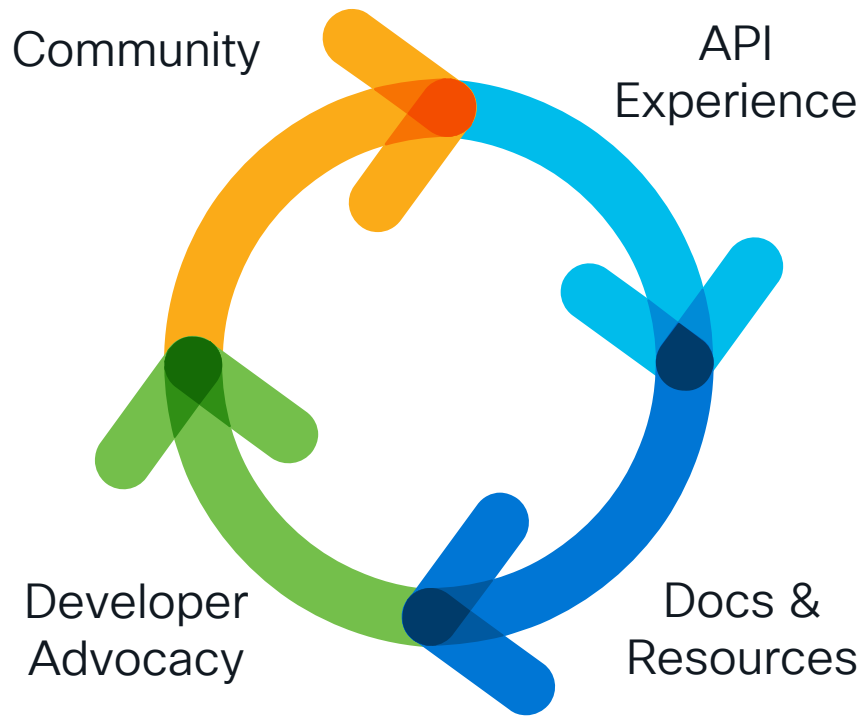 Community
API
Experience
Developer
Advocacy
Docs &
Resources